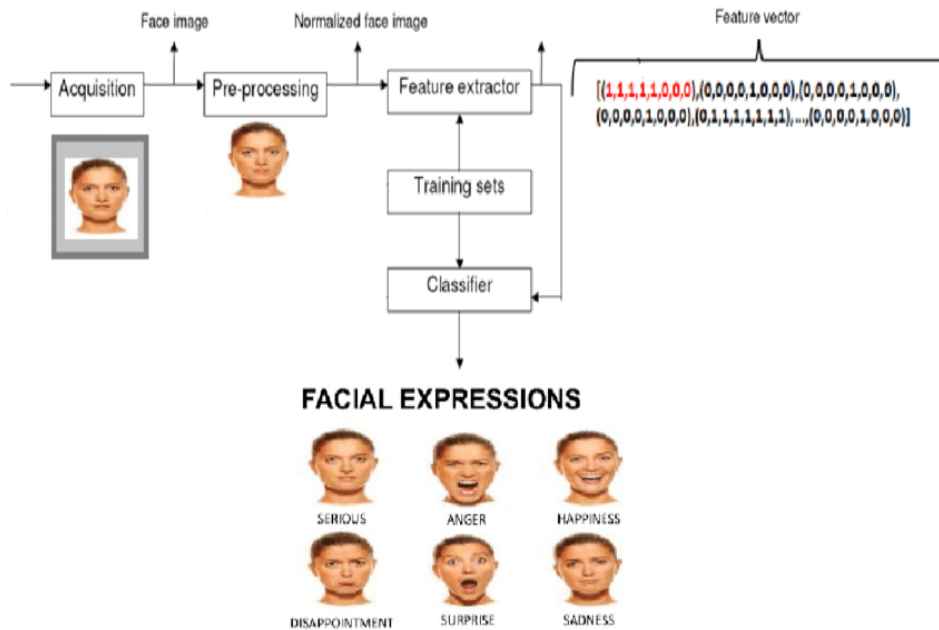 Face image
Normalized face image
Feature vector
Acquisition
Pre-processing
Feature extractor
[(1,1,1,1,1,0,0,0),(0,0,0,0,1,0,0,0),(0,0,0,0,1,0,0,0),
(0,0,0,0,1,0,0,0),(0,1,1,1,1,1,1,1),...,(0,0,0,0,1,0,0,0)]
Training sets
Classifier
FACIAL EXPRESSIONS
SERIOUS
ANGER
HAPPINESS
DISAPPOINTMENT
SURPRISE
SADNESS